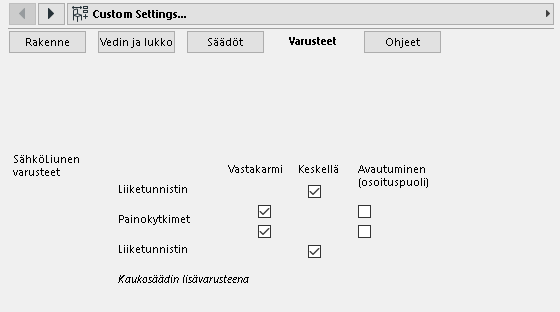 Custom Settings...
Rakenne Vedin ja lukko Säädöt Varusteet Ohjeet
SähköLiunen
varusteet
Vastakarmi Keskellä Avautuminen
(osoituspuoli)
Liiketunnistin
Painokytkimet
Liiketunnistin
Kaukosäädin lisävarusteena